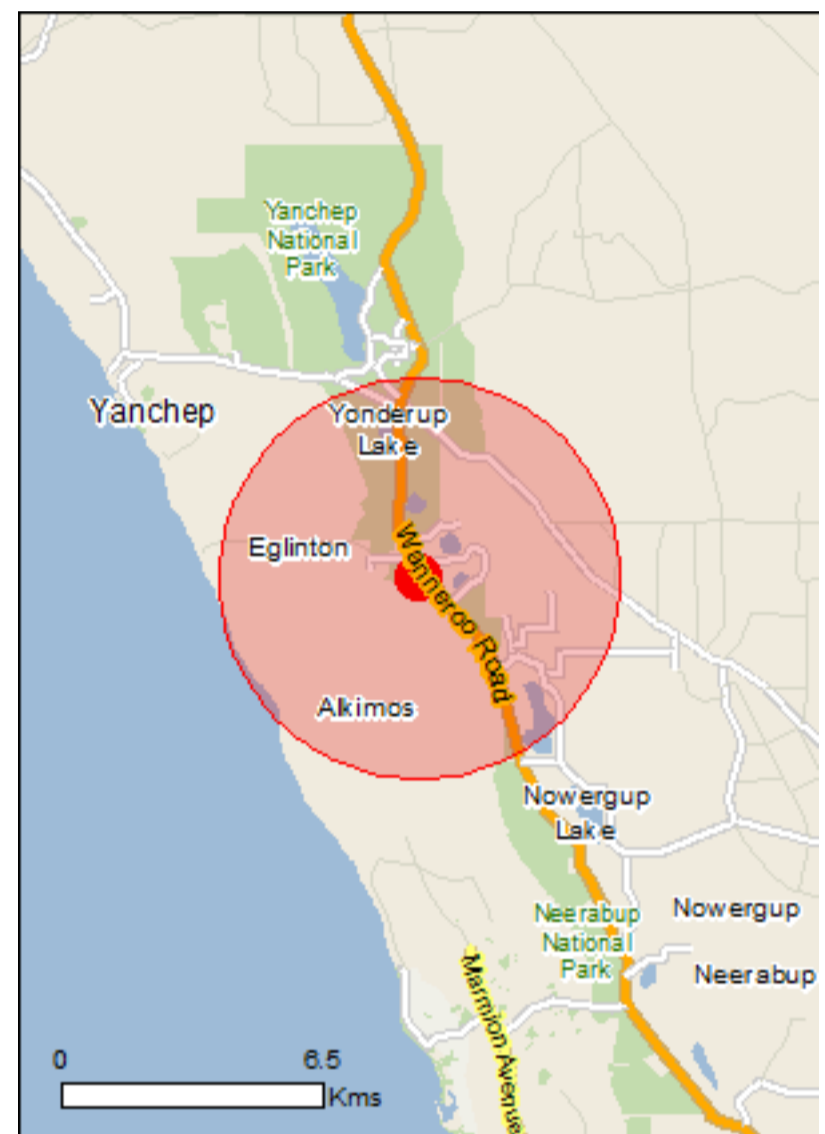 Yanchep
National
Park
Yanchep
Yonderup
Lake
Eglinton
Wanneroo Road
Alkimos
Nowergup
Lake
Neerabup
National
Park
Nowergup
Neerabup
Marmion Avenue
0
6.5
Kms